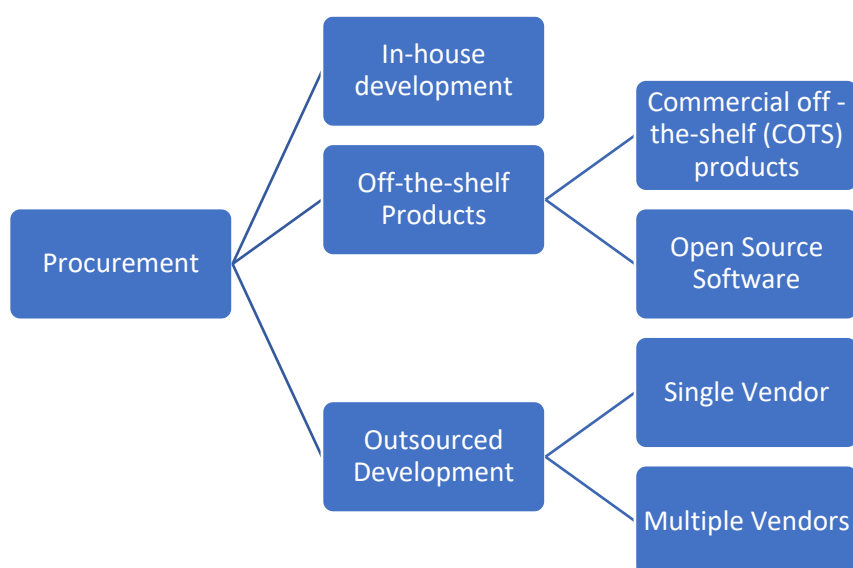 In-house
development
Commercial off -
the-shelf (COTS)
products
Off-the-shelf
Products
Procurement
Open Source
Software
Single Vendor
Outsourced
Development
Multiple Vendors